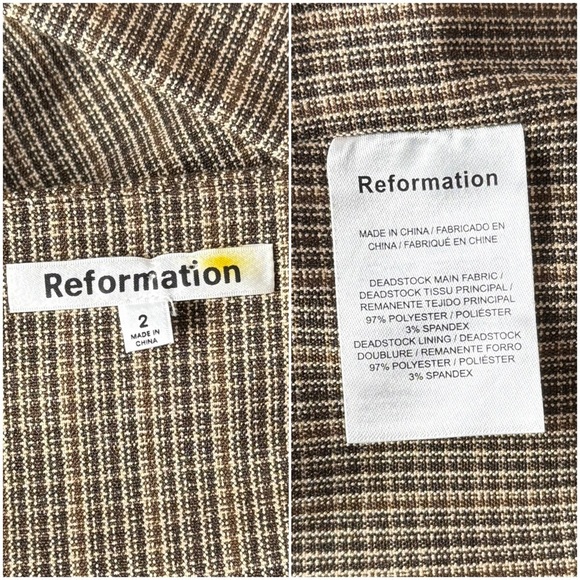 Reformation
2
MADE IN
CHINA
Reformation
MADE IN CHINA / FABRICADO EN
CHINA / FABRIQUÉ EN CHINE
DEADSTOCK MAIN FABRIC /
DEADSTOCK TISSU PRINCIPAL /
REMANENTE TEJIDO PRINCIPAL
97% POLYESTER / POLIÉSTER
3% SPANDEX
DEADSTOCK LINING / DEADSTOCK
DOUBLURE / REMANENTE FORRO
97% POLYESTER / POLIÉSTER
3% SPANDEX